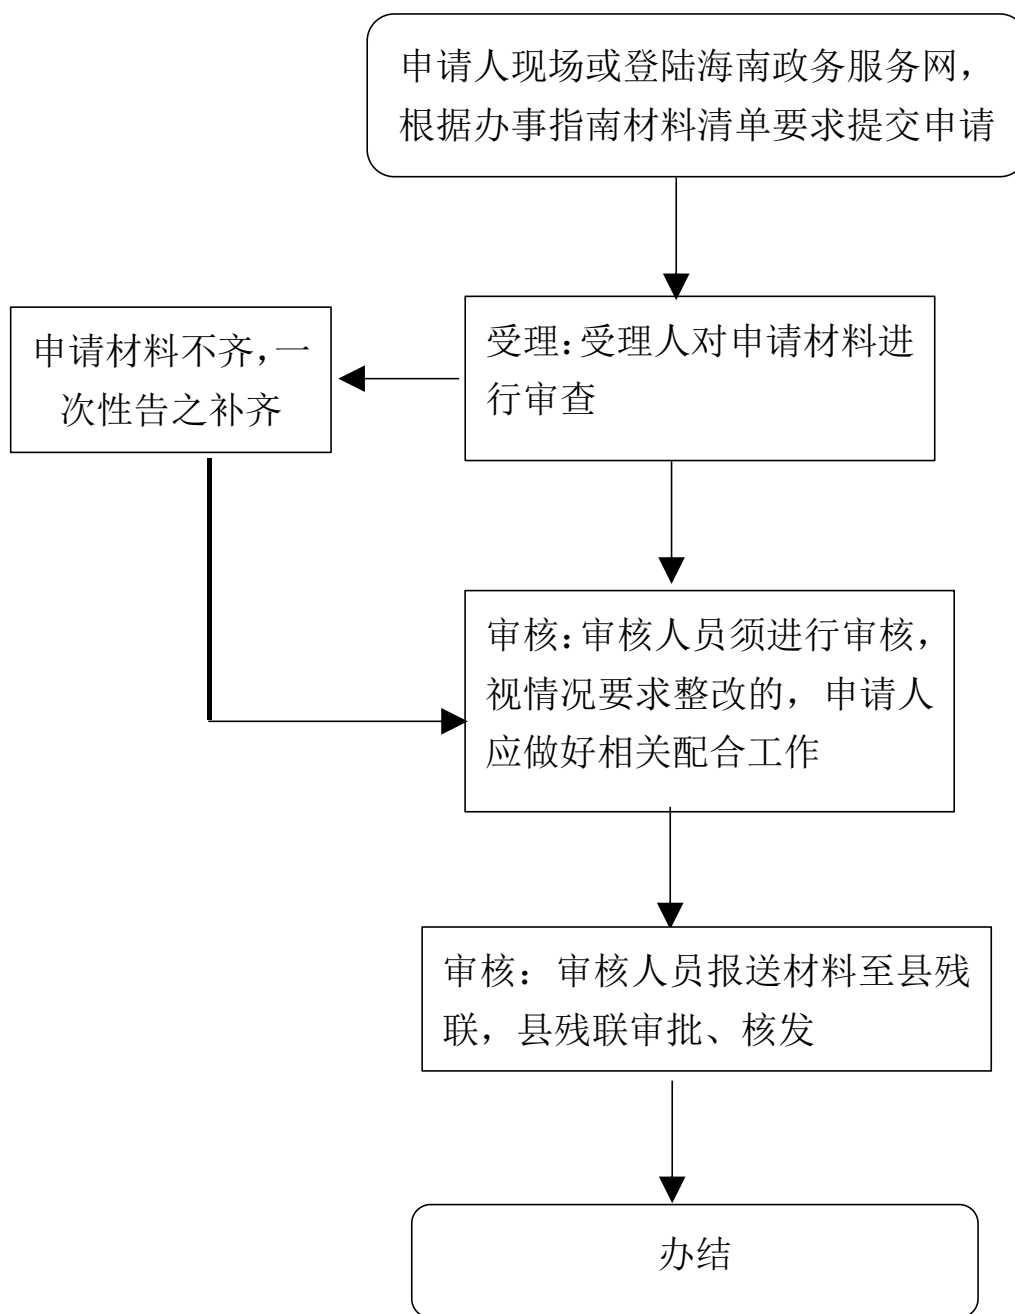 申请人现场或登陆海南政务服务网，
根据办事指南材料清单要求提交申请
受理：受理人对申请材料进
行审查
申请材料不齐，一
次性告之补齐
审核：审核人员须进行审核，
视情况要求整改的，申请人
应做好相关配合工作
审核：审核人员报送材料至县残
联，县残联审批、核发
办结